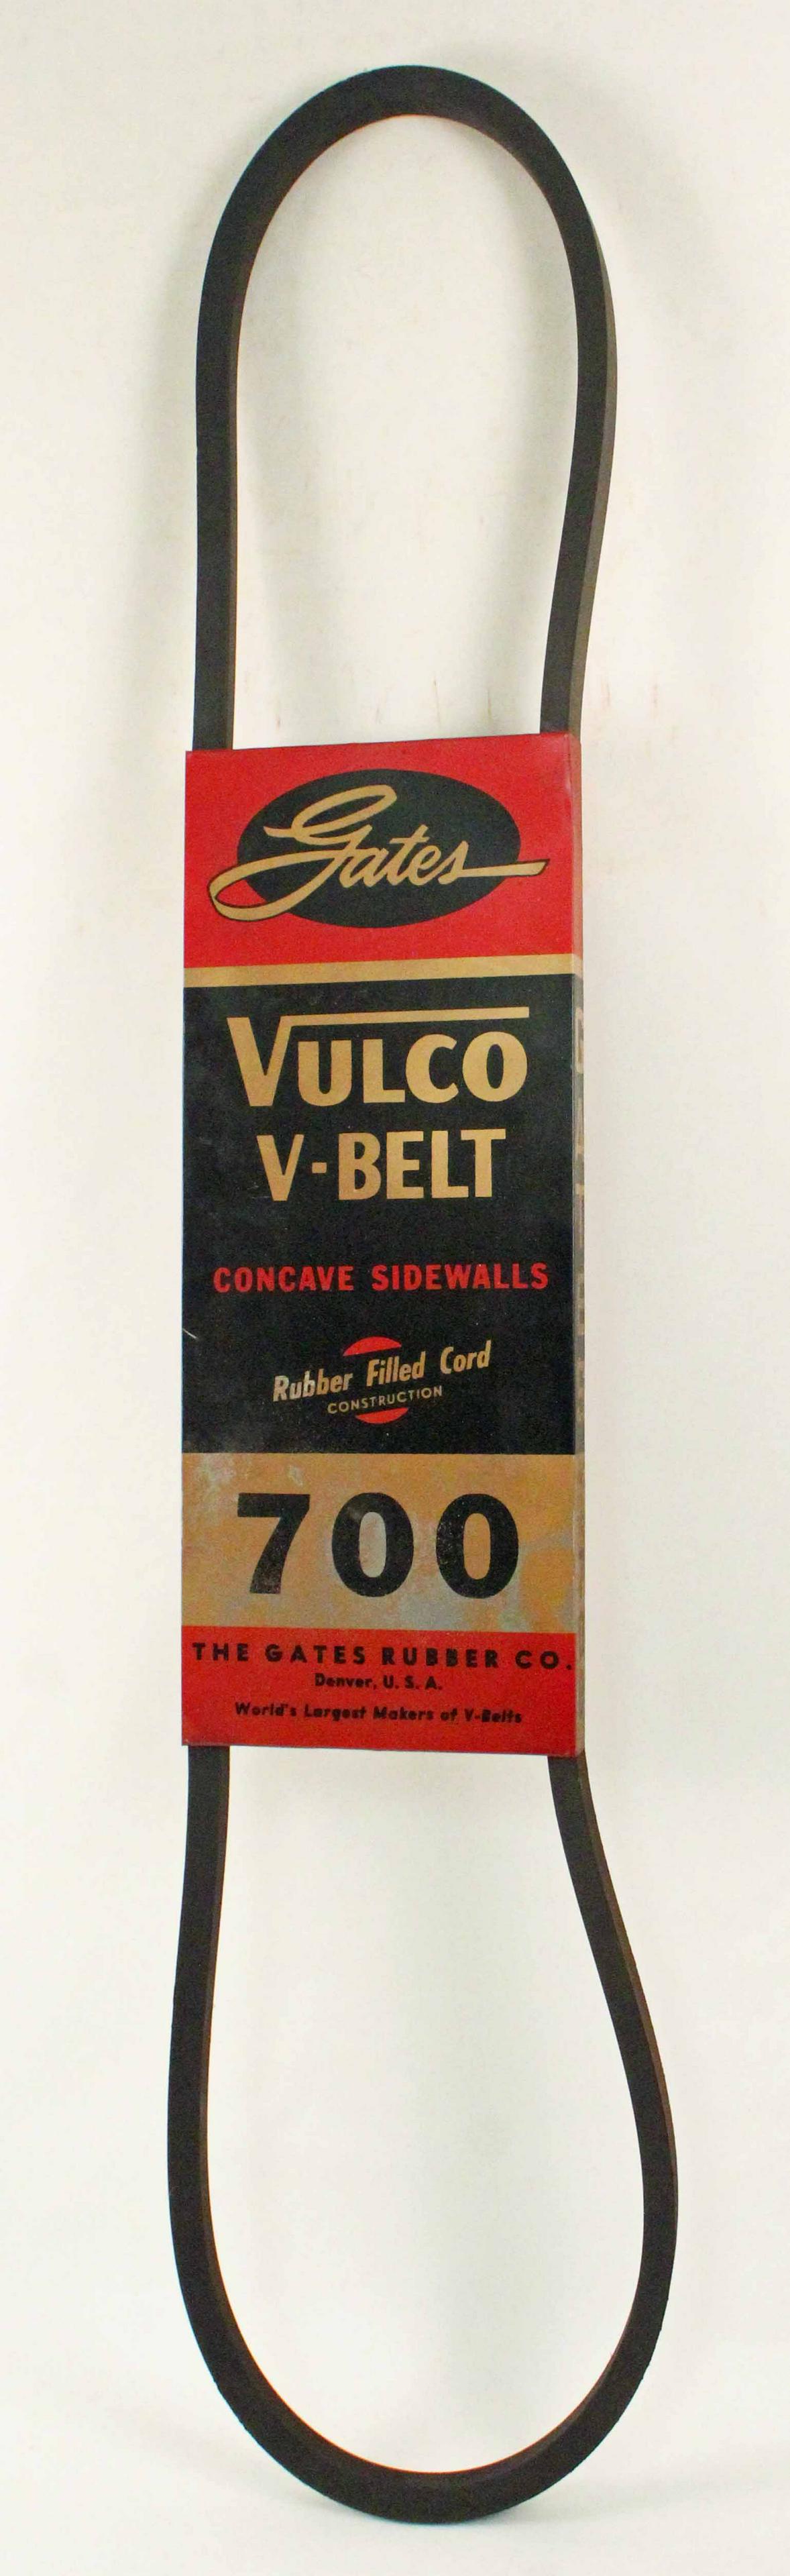 Gates
VULCO
V-BELT
CONCAVE SIDEWALLS
Rubber Filled Cord
CONSTRUCTION
700
THE GATES RUBBER CO.
Denver, U. S. A.
World's Largest Makers of V-Belts